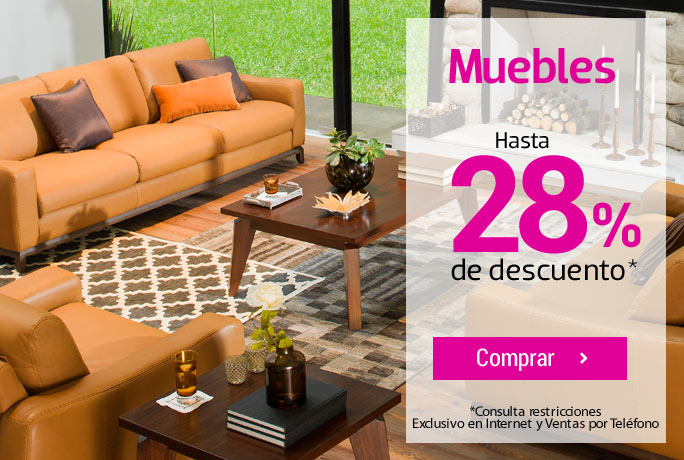 Muebles
Hasta
28%
de descuento*
Comprar >
*Consulta restricciones
Exclusivo en Internet y Ventas por Teléfono